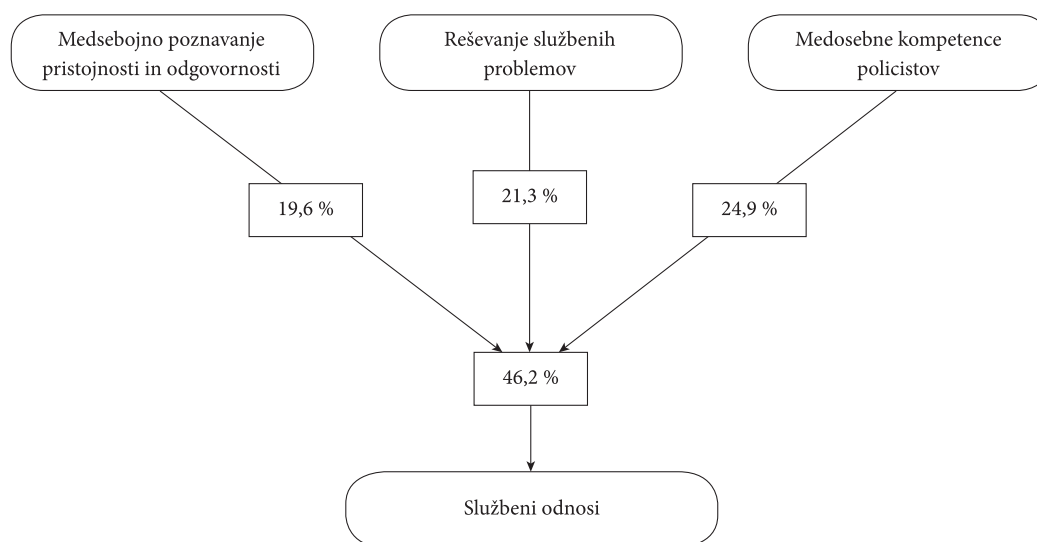 Medsebojno poznavanje
pristojnosti in odgovornosti
Reševanje službenih
problemov
Medosebne kompetence
policistov
19,6 %
21,3 %
24,9 %
46,2 %
Službeni odnosi